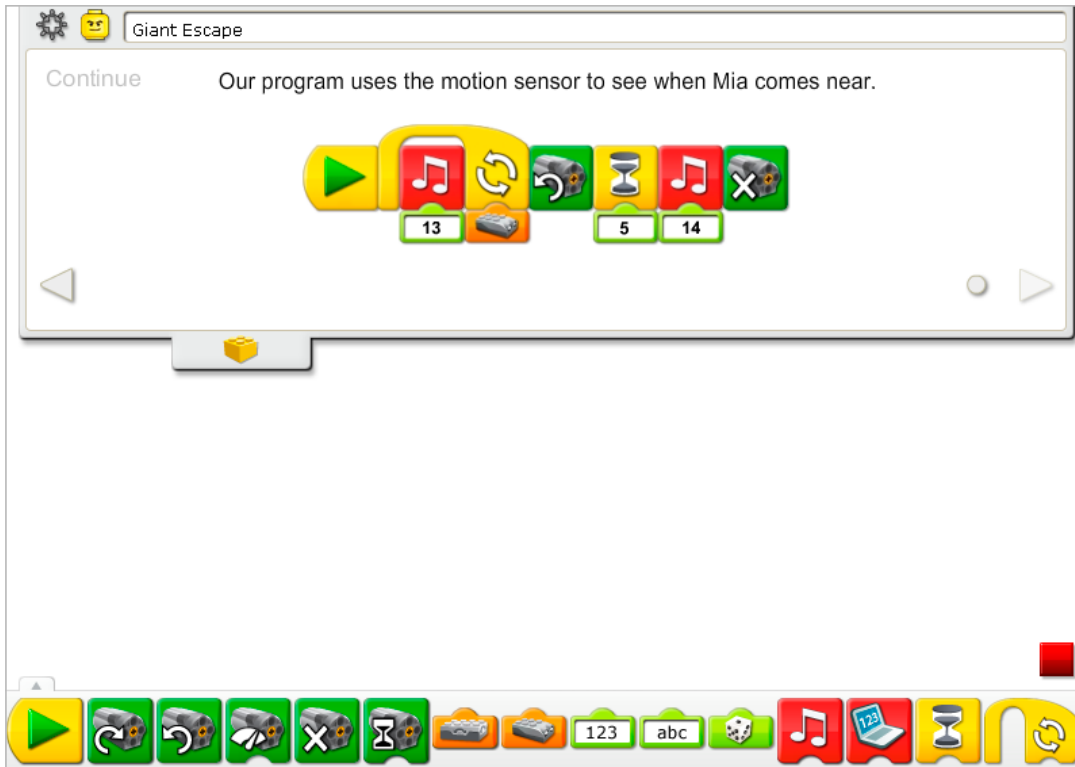 Giant Escape
Continue
Our program uses the motion sensor to see when Mia comes near.
13
5
14
123
abc
123